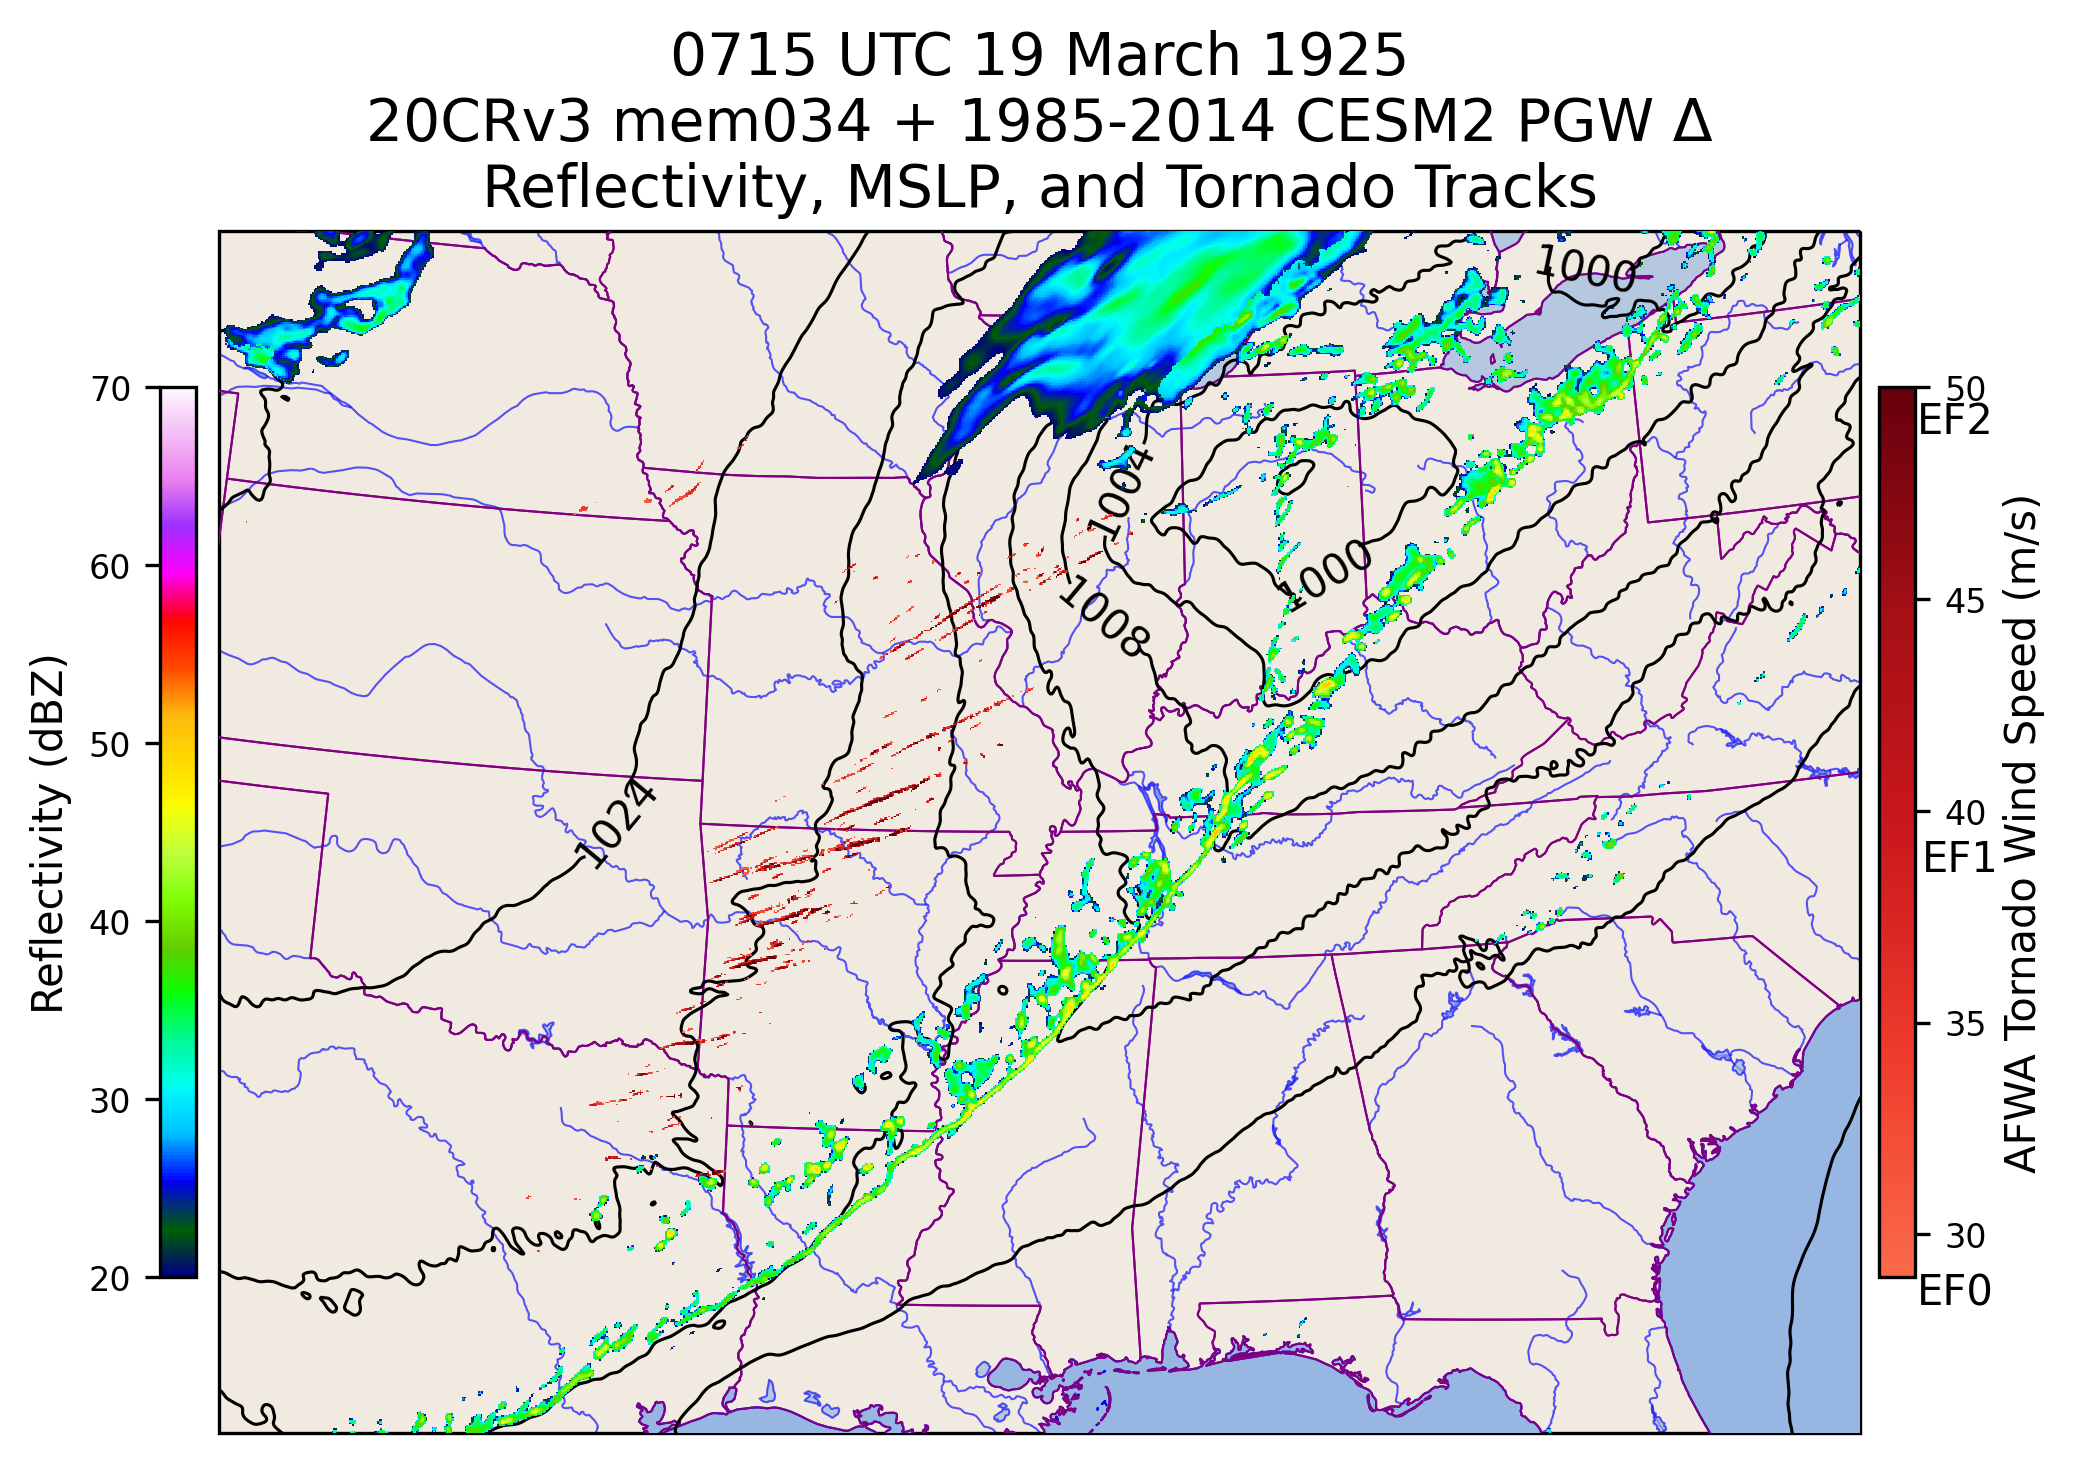 0715 UTC 19 March 1925
20CRv3 mem034 + 1985-2014 CESM2 PGW Δ
Reflectivity, MSLP, and Tornado Tracks
Reflectivity (dBZ)
70
60
50
40
30
20
1000
1004
1000
1008
1024
50
EF2
45
40
EF1
35
30
EF0
AFWA Tornado Wind Speed (m/s)